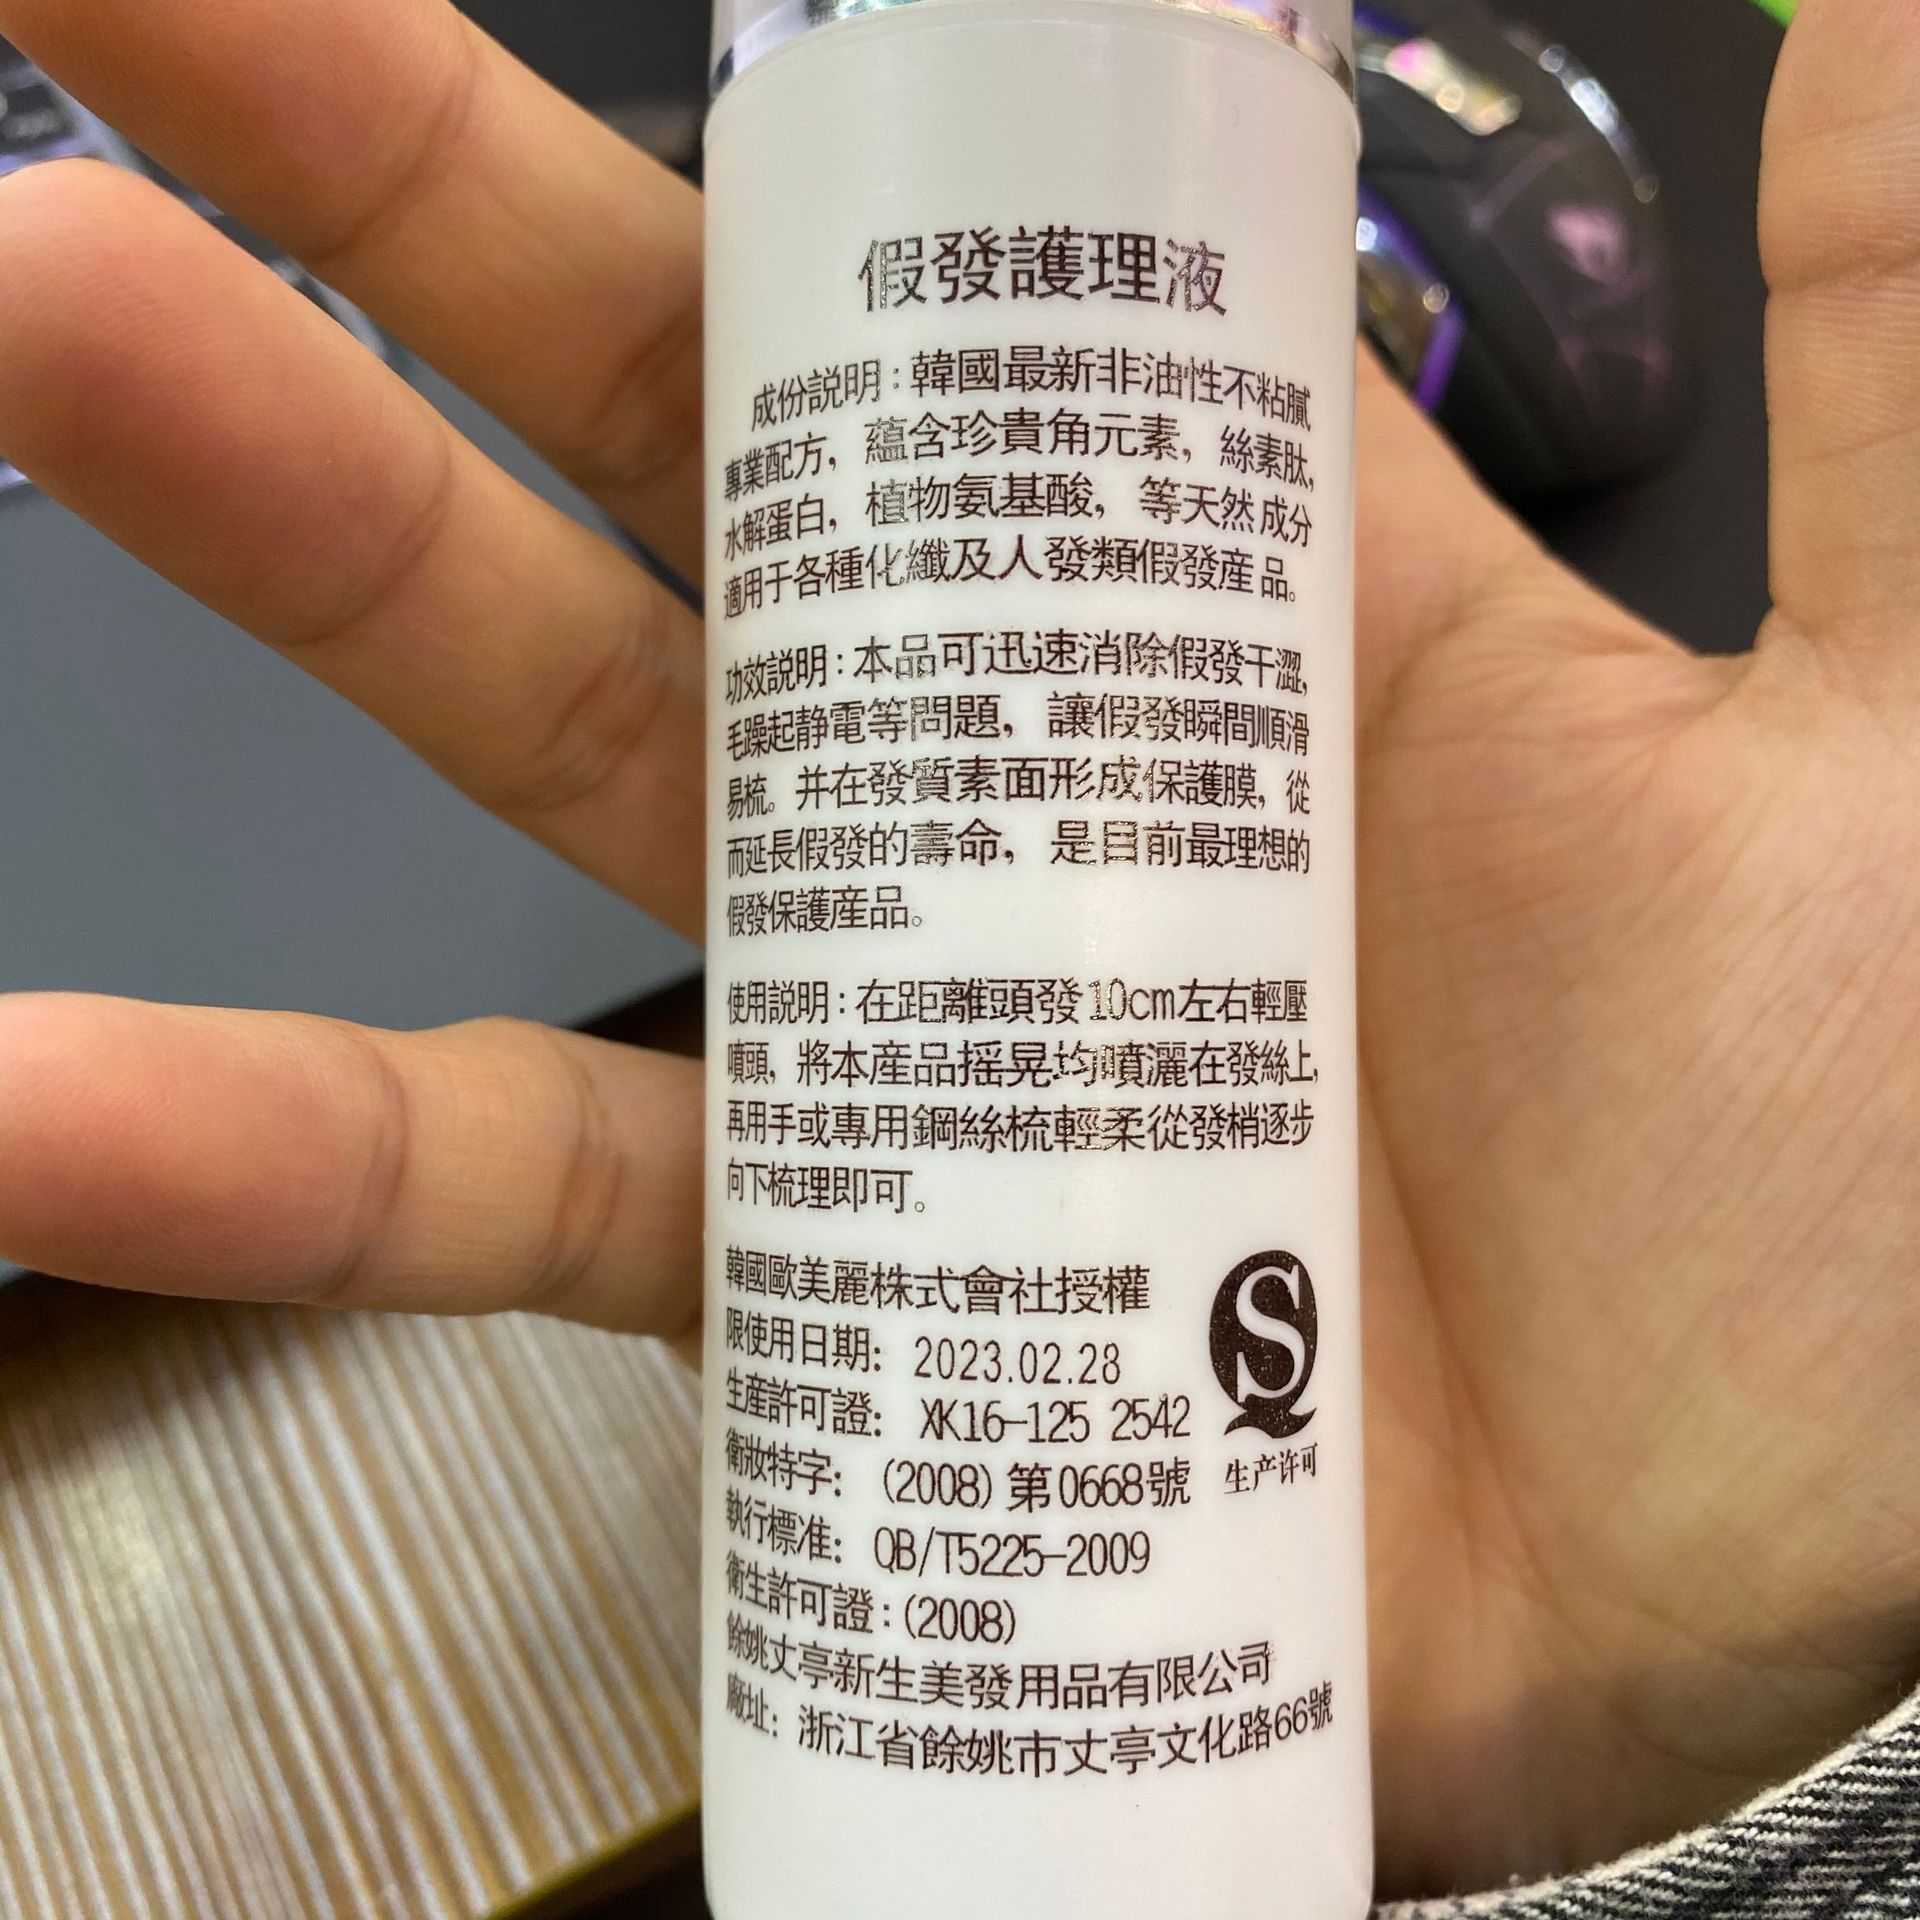 假發護理液
成份説明：韓國最新非油性不粘膩
專業配方，蘊含珍貴角元素，絲素肽，
水解蛋白，植物氨基酸，等天然成分
適用于各種化纖及人發類假發産品。
功效説明：本品可迅速消除假發干澀，
毛躁起静電等問題，讓假發瞬間順滑
易梳。并在發質素面形成保護膜，從
而延長假發的壽命，是目前最理想的
假發保護産品。
使用説明：在距離頭發10cm左右輕壓
噴頭，將本産品摇晃均噴灑在發絲上，
再用手或專用鋼絲梳輕柔從發梢逐步
向下梳理即可。
韓國歐美麗株式會社授權
限使用日期：2023.02.28
生産許可證：XK16-125 2542
衛妝特字：(2008)第0668號
生产许可
執行標准：QB/T5225-2009
衛生許可證：(2008)
餘姚丈亭新生美發用品有限公司
廠址：浙江省餘姚市丈亭文化路66號